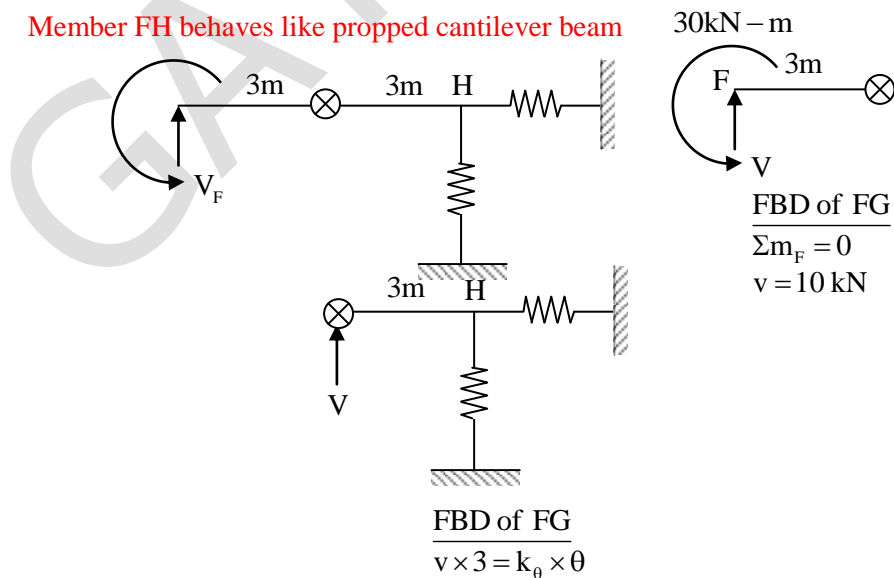 Member FH behaves like propped cantilever beam
30kN – m
3m
3m H
F
3m
V_F
V
FBD of FG
Σm_F = 0
v = 10 kN
3m H
V
FBD of FG
v × 3 = k_θ × θ
GA